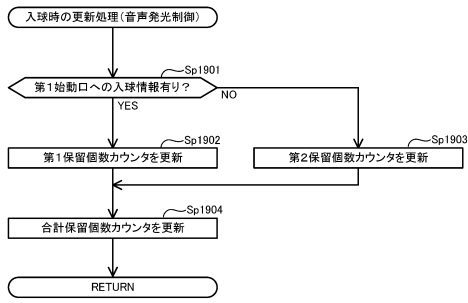 入球時の更新処理(音声発光制御)
Sp1901
第1始動口への入球情報有り?
NO
YES
Sp1902
第1保留個数カウンタを更新
Sp1903
第2保留個数カウンタを更新
Sp1904
合計保留個数カウンタを更新
RETURN